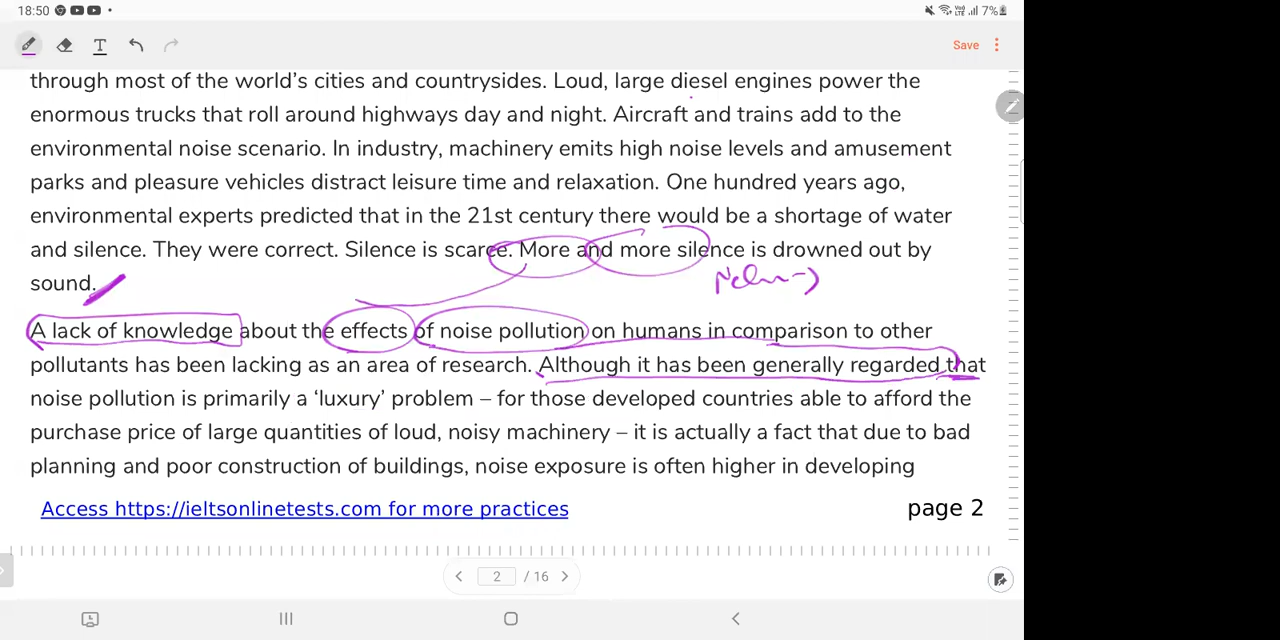 18:50
VoI) LTE 7%
T Save
through most of the world's cities and countrysides. Loud, large diesel engines power the
enormous trucks that roll around highways day and night. Aircraft and trains add to the
environmental noise scenario. In industry, machinery emits high noise levels and amusement
parks and pleasure vehicles distract leisure time and relaxation. One hundred years ago,
environmental experts predicted that in the 21st century there would be a shortage of water
and silence. They were correct. Silence is scarce. More and more silence is drowned out by
sound.
A lack of knowledge about the effects of noise pollution on humans in comparison to other
pollutants has been lacking as an area of research. Although it has been generally regarded that
noise pollution is primarily a ‘luxury’ problem – for those developed countries able to afford the
purchase price of large quantities of loud, noisy machinery – it is actually a fact that due to bad
planning and poor construction of buildings, noise exposure is often higher in developing
Access https://ieltsonlinetests.com for more practices page 2
2 / 16